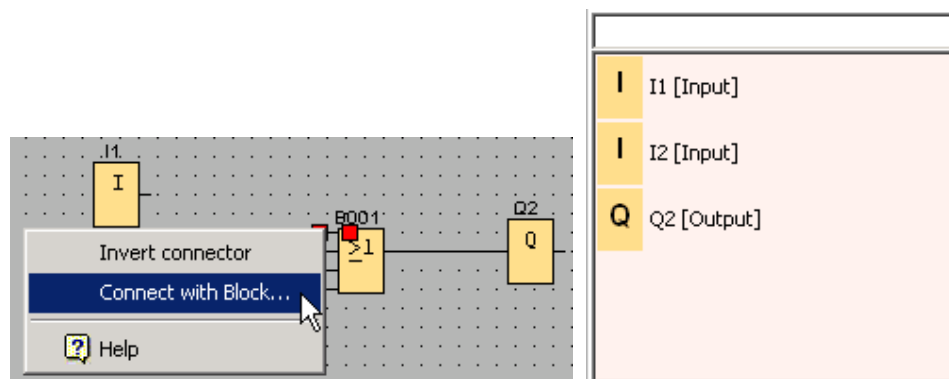 I1
I
B001
≥1
Q2
Q
Invert connector
Connect with Block...
? Help
I I1 [Input]
I I2 [Input]
Q Q2 [Output]